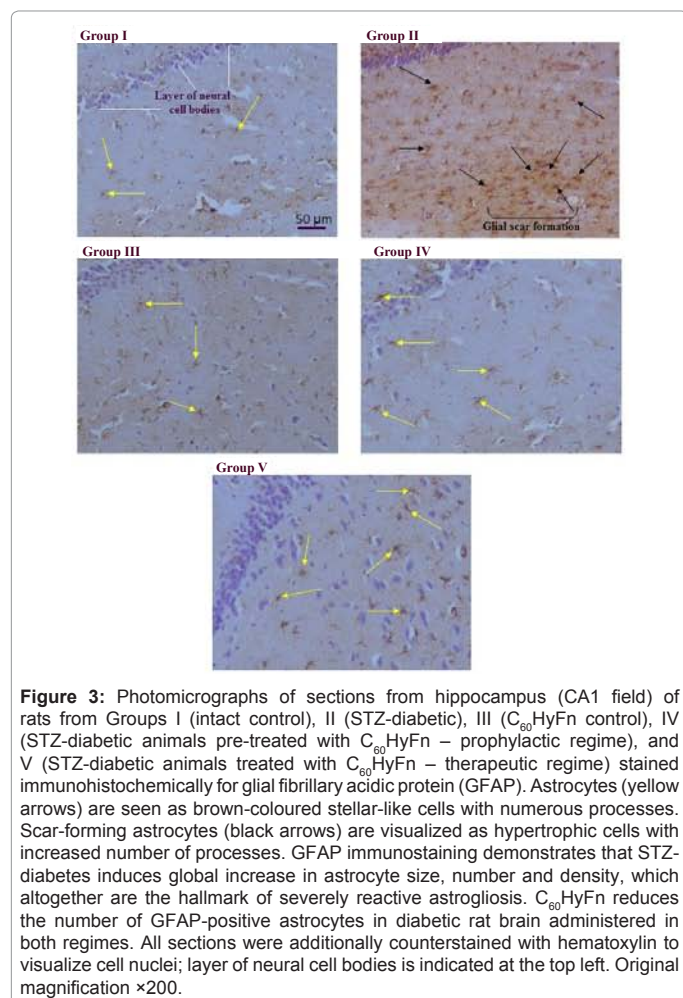 Group I
Group II
Layer of neural
cell bodies
50 µm
Glial scar formation
Group III
Group IV
Group V
Figure 3: Photomicrographs of sections from hippocampus (CA1 field) of
rats from Groups I (intact control), II (STZ-diabetic), III (C60HyFn control), IV
(STZ-diabetic animals pre-treated with C60HyFn – prophylactic regime), and
V (STZ-diabetic animals treated with C60HyFn – therapeutic regime) stained
immunohistochemically for glial fibrillary acidic protein (GFAP). Astrocytes (yellow
arrows) are seen as brown-coloured stellar-like cells with numerous processes.
Scar-forming astrocytes (black arrows) are visualized as hypertrophic cells with
increased number of processes. GFAP immunostaining demonstrates that STZ-
diabetes induces global increase in astrocyte size, number and density, which
altogether are the hallmark of severely reactive astrogliosis. C60HyFn reduces
the number of GFAP-positive astrocytes in diabetic rat brain administered in
both regimes. All sections were additionally counterstained with hematoxylin to
visualize cell nuclei; layer of neural cell bodies is indicated at the top left. Original
magnification ×200.